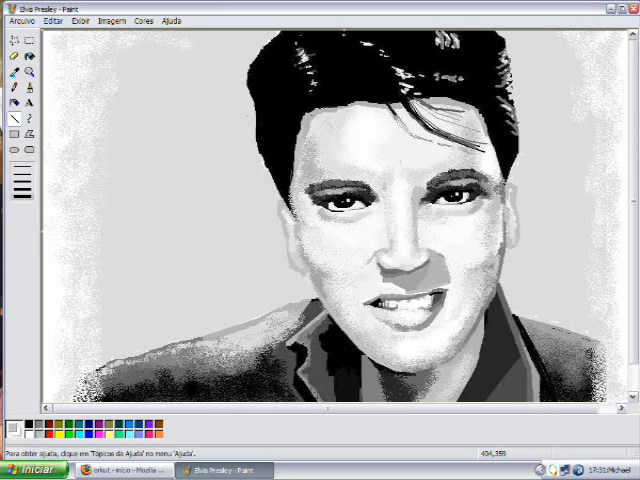 Elvis Presley - Paint
Arquivo Editar Exibir Imagem Cores Ajuda
A
Para obter ajuda, clique em 'Tópicos da Ajuda' no menu 'Ajuda'.
404,359
Iniciar
orkut - início - Mozilla ...
Elvis Presley - Paint
17:31:Michael